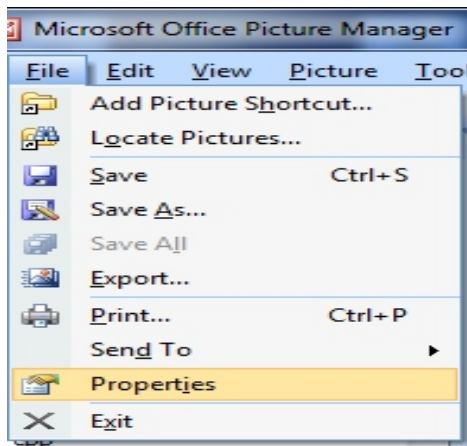 Microsoft Office Picture Manager
File Edit View Picture Tool
Add Picture Shortcut...
Locate Pictures...
Save Ctrl+S
Save As...
Save All
Export...
Print... Ctrl+P
Send To
Properties
Exit